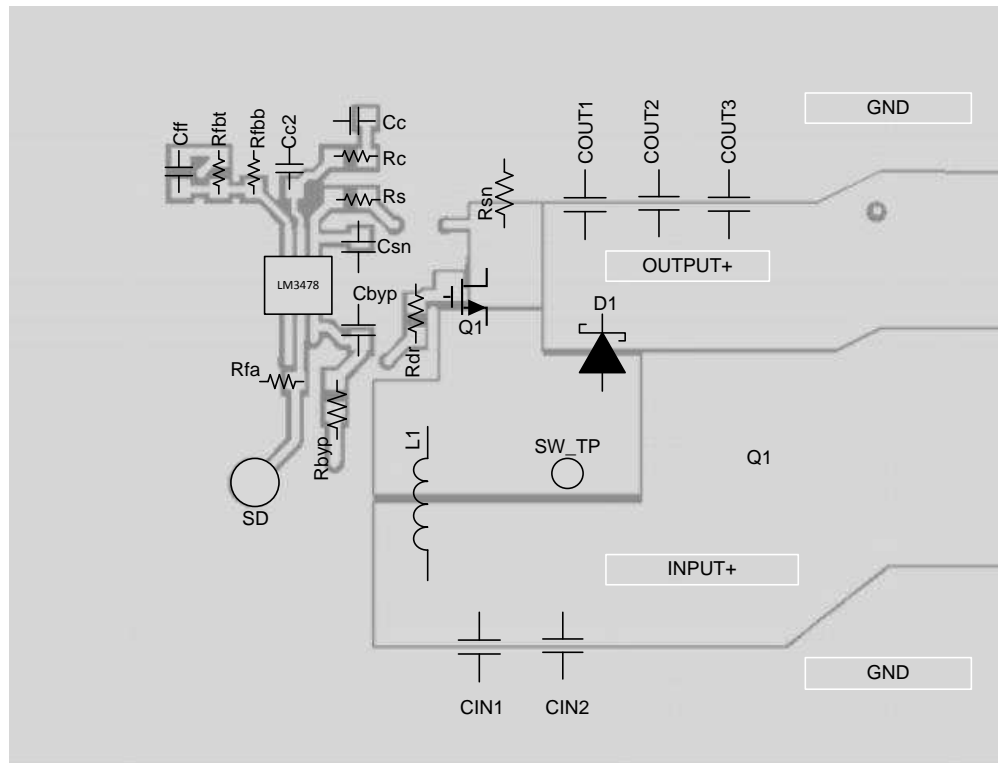 GND
Cff
Rfbt
Rfbb
Cc2
Cc
COUT1
COUT2
COUT3
Rc
Rs
Rsn
Csn
OUTPUT+
LM3478
Cbyp
D1
Q1
Rdr
Rfa
L1
SW_TP
Q1
Rbyp
SD
INPUT+
GND
CIN1
CIN2